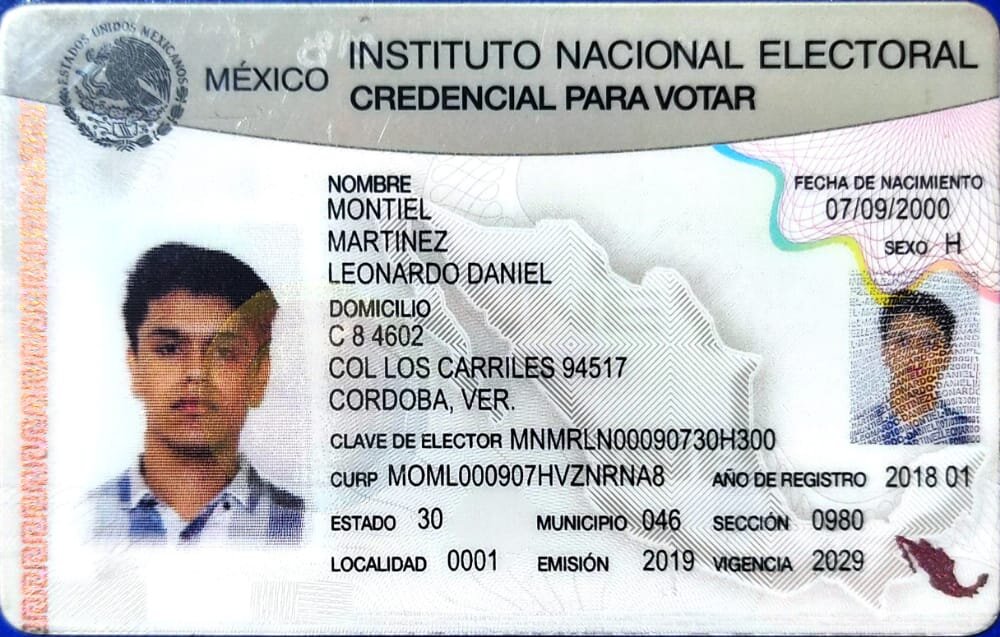 ESTADOS UNIDOS MEXICANOS
MÉXICO
INSTITUTO NACIONAL ELECTORAL
CREDENCIAL PARA VOTAR
NOMBRE
MONTIEL
MARTINEZ
LEONARDO DANIEL
FECHA DE NACIMIENTO
07/09/2000
SEXO H
DOMICILIO
C 8 4602
COL LOS CARRILES 94517
CORDOBA, VER.
CLAVE DE ELECTOR MNMRLN00090730H300
CURP MOML000907HVZNRNA8 AÑO DE REGISTRO 2018 01
ESTADO 30 MUNICIPIO 046 SECCIÓN 0980
LOCALIDAD 0001 EMISIÓN 2019 VIGENCIA 2029